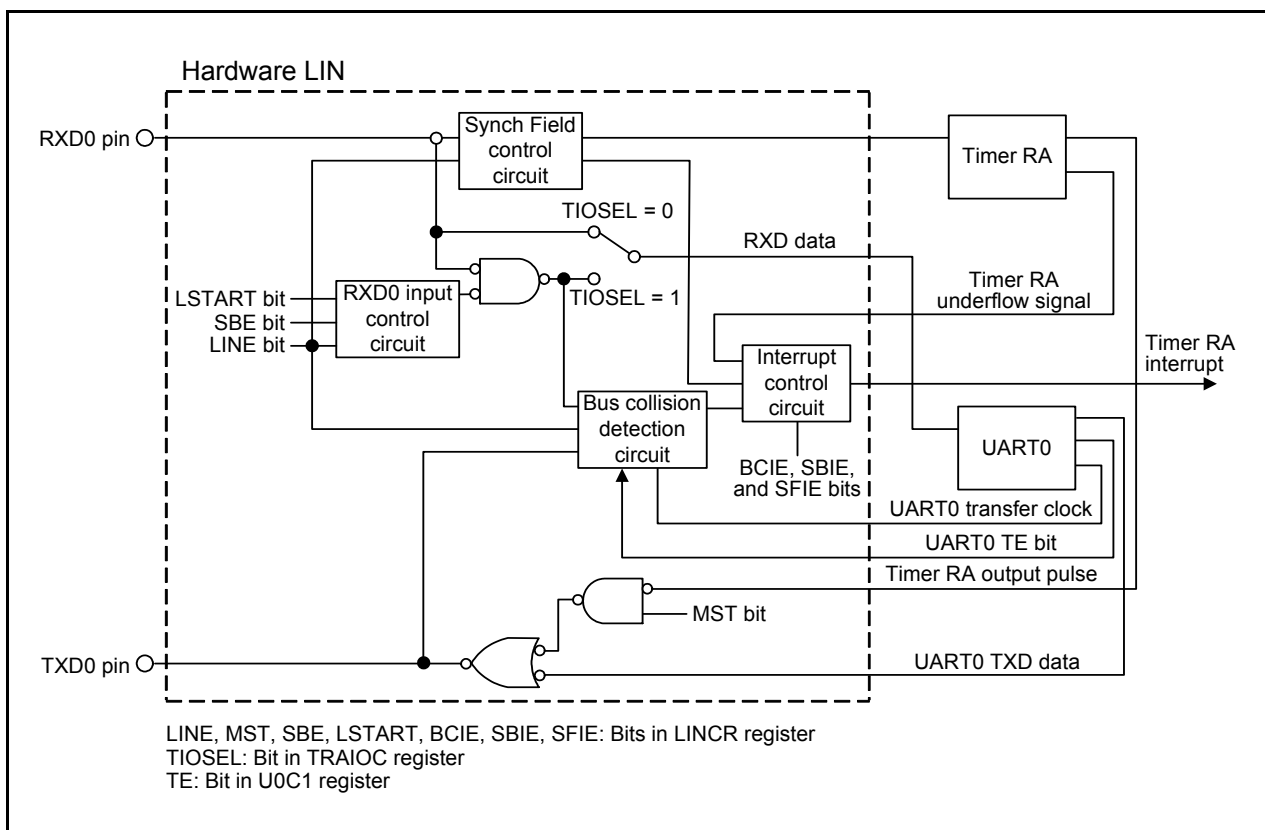 Hardware LIN
RXD0 pin
Synch Field
control
circuit
Timer RA
TIOSEL = 0
RXD data
LSTART bit
SBE bit
LINE bit
RXD0 input
control
circuit
TIOSEL = 1
Timer RA
underflow signal
Timer RA
interrupt
Interrupt
control
circuit
Bus collision
detection
circuit
BCIE, SBIE,
and SFIE bits
UART0
UART0 transfer clock
UART0 TE bit
Timer RA output pulse
MST bit
TXD0 pin
UART0 TXD data
LINE, MST, SBE, LSTART, BCIE, SBIE, SFIE: Bits in LINCR register
TIOSEL: Bit in TRAIOC register
TE: Bit in U0C1 register